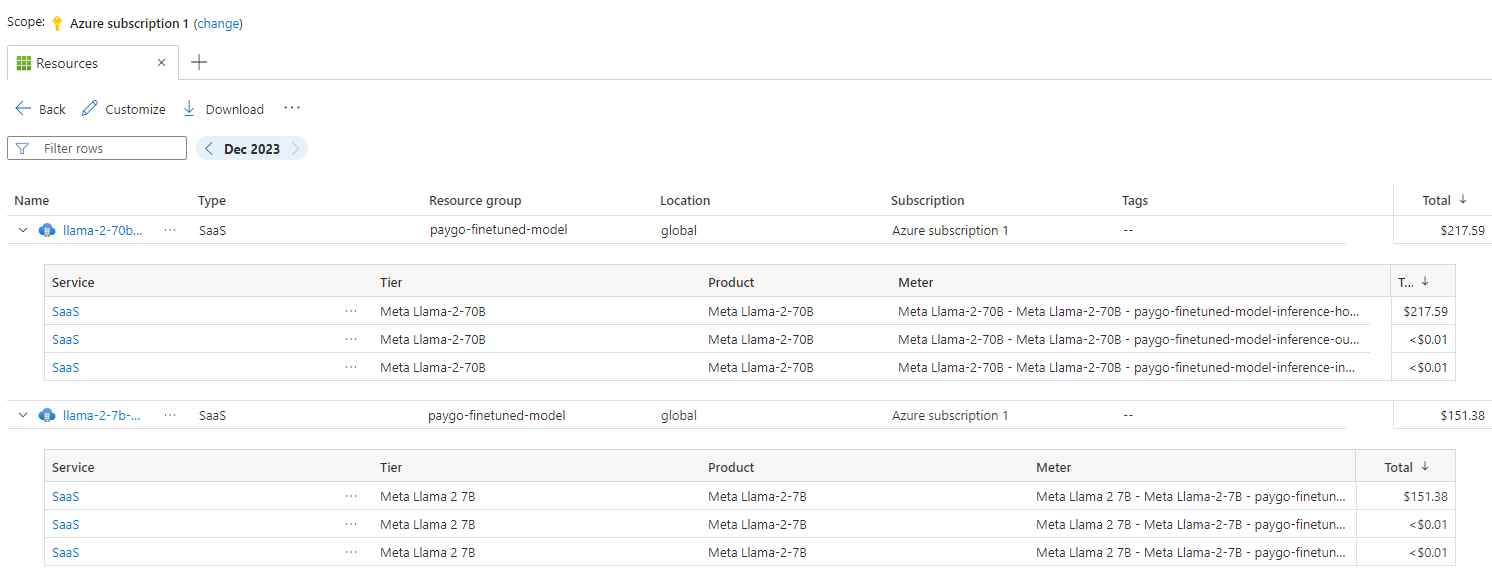 Scope: Azure subscription 1 (change)
Resources
Back Customize Download ...
Filter rows Dec 2023
Name Type Resource group Location Subscription Tags Total
llama-2-70b... ... SaaS paygo-finetuned-model global Azure subscription 1 -- $217.59
Service Tier Product Meter T...
SaaS ... Meta Llama-2-70B Meta Llama-2-70B Meta Llama-2-70B - Meta Llama-2-70B - paygo-finetuned-model-inference-ho... $217.59
SaaS ... Meta Llama-2-70B Meta Llama-2-70B Meta Llama-2-70B - Meta Llama-2-70B - paygo-finetuned-model-inference-ou... <$0.01
SaaS ... Meta Llama-2-70B Meta Llama-2-70B Meta Llama-2-70B - Meta Llama-2-70B - paygo-finetuned-model-inference-in... <$0.01
llama-2-7b-... ... SaaS paygo-finetuned-model global Azure subscription 1 -- $151.38
Service Tier Product Meter Total
SaaS ... Meta Llama 2 7B Meta Llama-2-7B Meta Llama 2 7B - Meta Llama-2-7B - paygo-finetun... $151.38
SaaS ... Meta Llama 2 7B Meta Llama-2-7B Meta Llama 2 7B - Meta Llama-2-7B - paygo-finetun... <$0.01
SaaS ... Meta Llama 2 7B Meta Llama-2-7B Meta Llama 2 7B - Meta Llama-2-7B - paygo-finetun... <$0.01